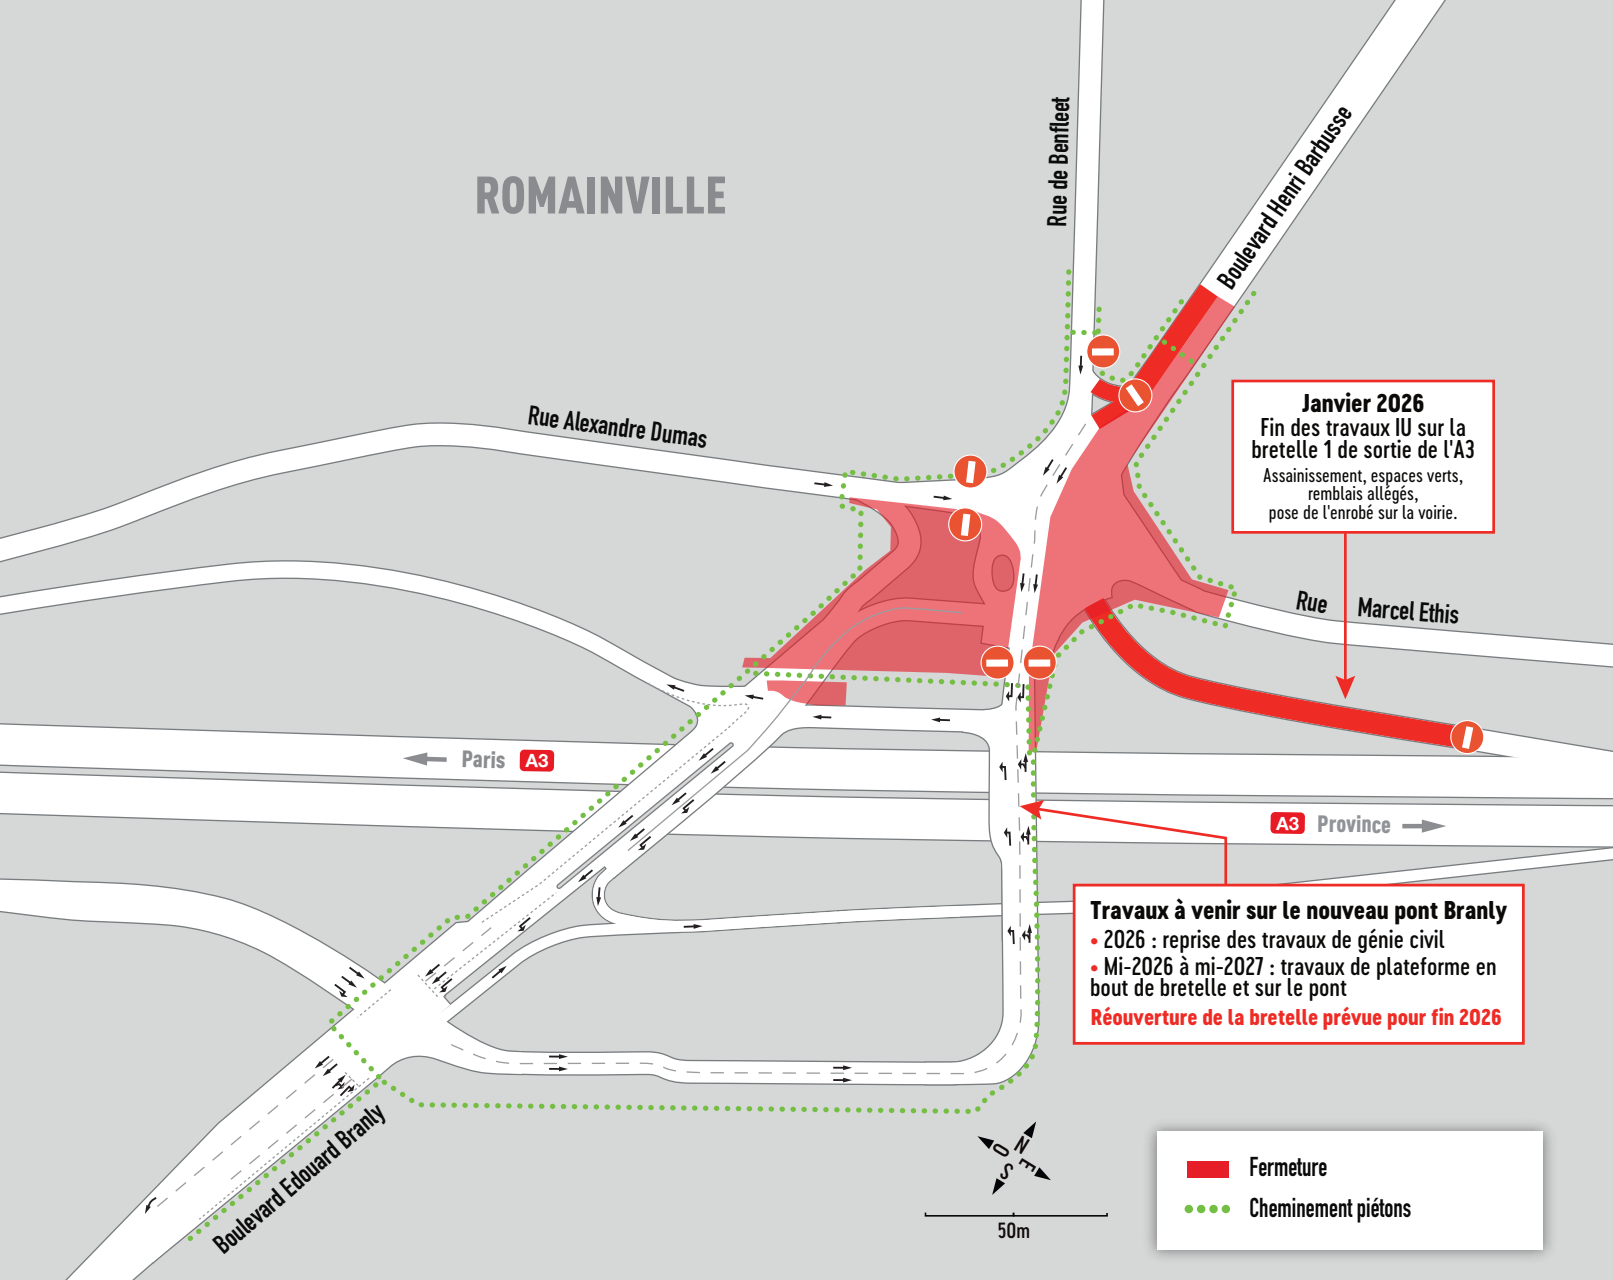 Rue de Benfleet
Boulevard Henri Barbusse
ROMAINVILLE
Rue Alexandre Dumas
Janvier 2026
Fin des travaux IU sur la
bretelle 1 de sortie de l'A3
Assainissement, espaces verts,
remblais allégés,
pose de l'enrobé sur la voirie.
Rue Marcel Ethis
Paris A3
A3 Province
Travaux à venir sur le nouveau pont Branly
• 2026 : reprise des travaux de génie civil
• Mi-2026 à mi-2027 : travaux de plateforme en
bout de bretelle et sur le pont
Réouverture de la bretelle prévue pour fin 2026
Boulevard Edouard Branly
N
O
E
S
50m
Fermeture
Cheminement piétons